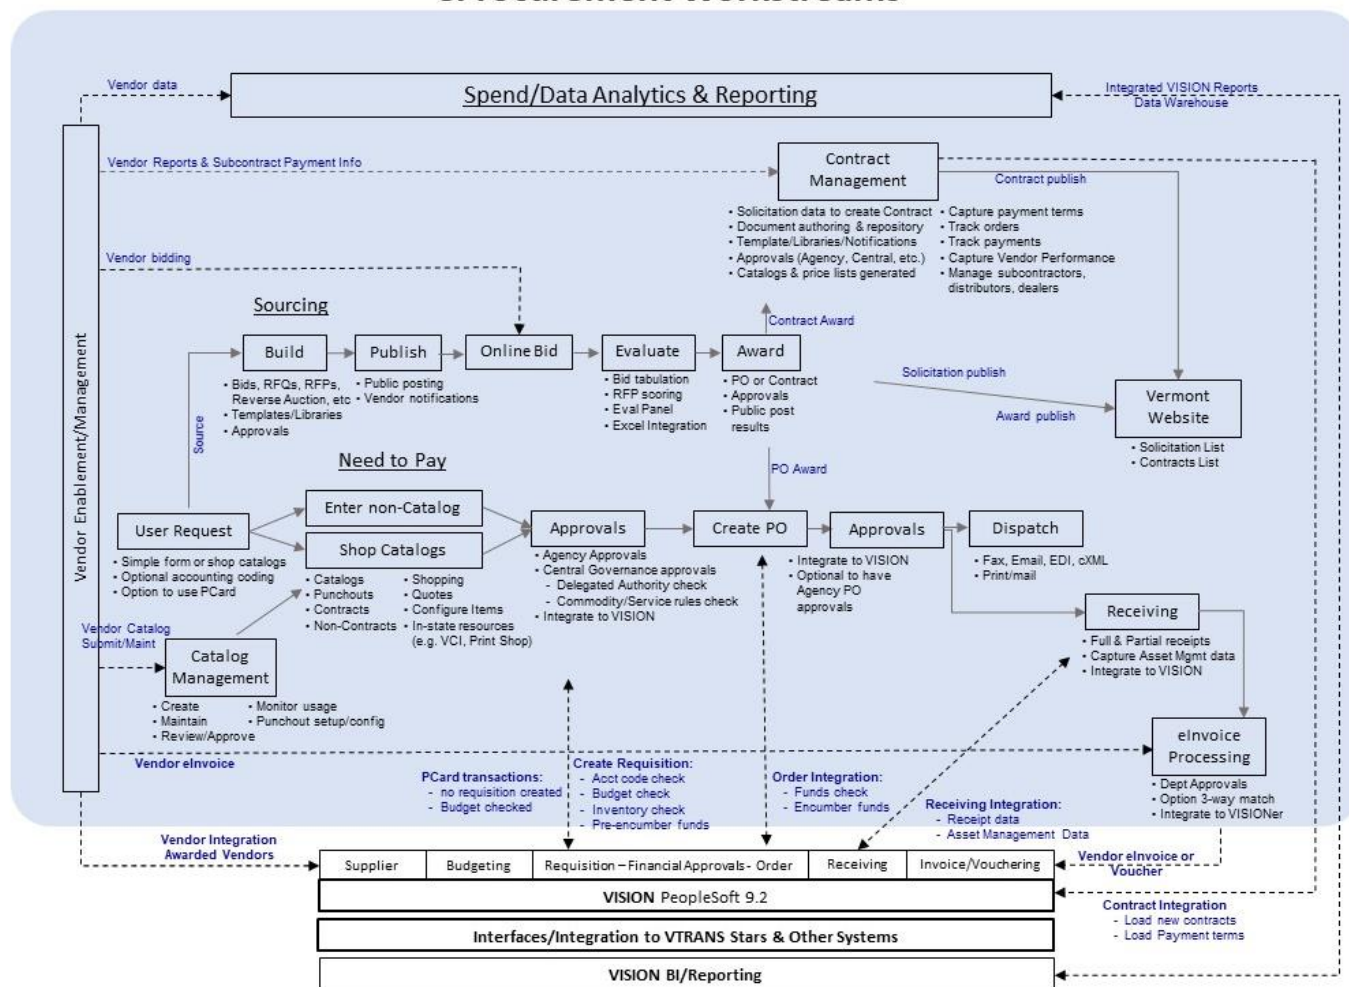 Vendor data
Spend/Data Analytics & Reporting
Integrated VISION Reports
Data Warehouse
Vendor Reports & Subcontract Payment Info
Contract
Management
Contract publish
• Solicitation data to create Contract
• Document authoring & repository
• Template/Libraries/Notifications
• Approvals (Agency, Central, etc.)
• Catalogs & price lists generated
• Capture payment terms
• Track orders
• Track payments
• Capture Vendor Performance
• Manage subcontractors,
distributors, dealers
Vendor bidding
Vendor Enablement/Management
Sourcing
Contract Award
Build
Publish
Online Bid
Evaluate
Award
• Bids, RFQs, RFPs,
Reverse Auction, etc
• Templates/Libraries
• Approvals
• Public posting
• Vendor notifications
• Bid tabulation
• RFP scoring
• Eval Panel
• Excel Integration
• PO or Contract
• Approvals
• Public post
results
Solicitation publish
Award publish
Vermont
Website
• Solicitation List
• Contracts List
Source
Need to Pay
PO Award
User Request
Enter non-Catalog
Shop Catalogs
Approvals
Create PO
Approvals
Dispatch
• Simple form or shop catalogs
• Optional accounting coding
• Option to use PCard
• Catalogs
• Punchouts
• Contracts
• Non-Contracts
• Shopping
• Quotes
• Configure Items
• In-state resources
(e.g. VCI, Print Shop)
• Agency Approvals
• Central Governance approvals
- Delegated Authority check
- Commodity/Service rules check
• Integrate to VISION
• Integrate to VISION
• Optional to have
Agency PO
approvals
• Fax, Email, EDI, cXML
• Print/mail
Receiving
• Full & Partial receipts
• Capture Asset Mgmt data
• Integrate to VISION
Vendor Catalog
Submit/Maint
Catalog
Management
• Create
• Maintain
• Review/Approve
• Monitor usage
• Punchout setup/config
eInvoice
Processing
• Dept Approvals
• Option 3-way match
• Integrate to VISIONer
Vendor eInvoice
PCard transactions:
- no requisition created
- Budget checked
Create Requisition:
- Acct code check
- Budget check
- Inventory check
- Pre-encumber funds
Order Integration:
- Funds check
- Encumber funds
Receiving Integration:
- Receipt data
- Asset Management Data
Vendor Integration
Awarded Vendors
Supplier
Budgeting
Requisition – Financial Approvals - Order
Receiving
Invoice/Vouchering
Vendor eInvoice or
Voucher
VISION PeopleSoft 9.2
Contract Integration
- Load new contracts
- Load Payment terms
Interfaces/Integration to VTRANS Stars & Other Systems
VISION BI/Reporting